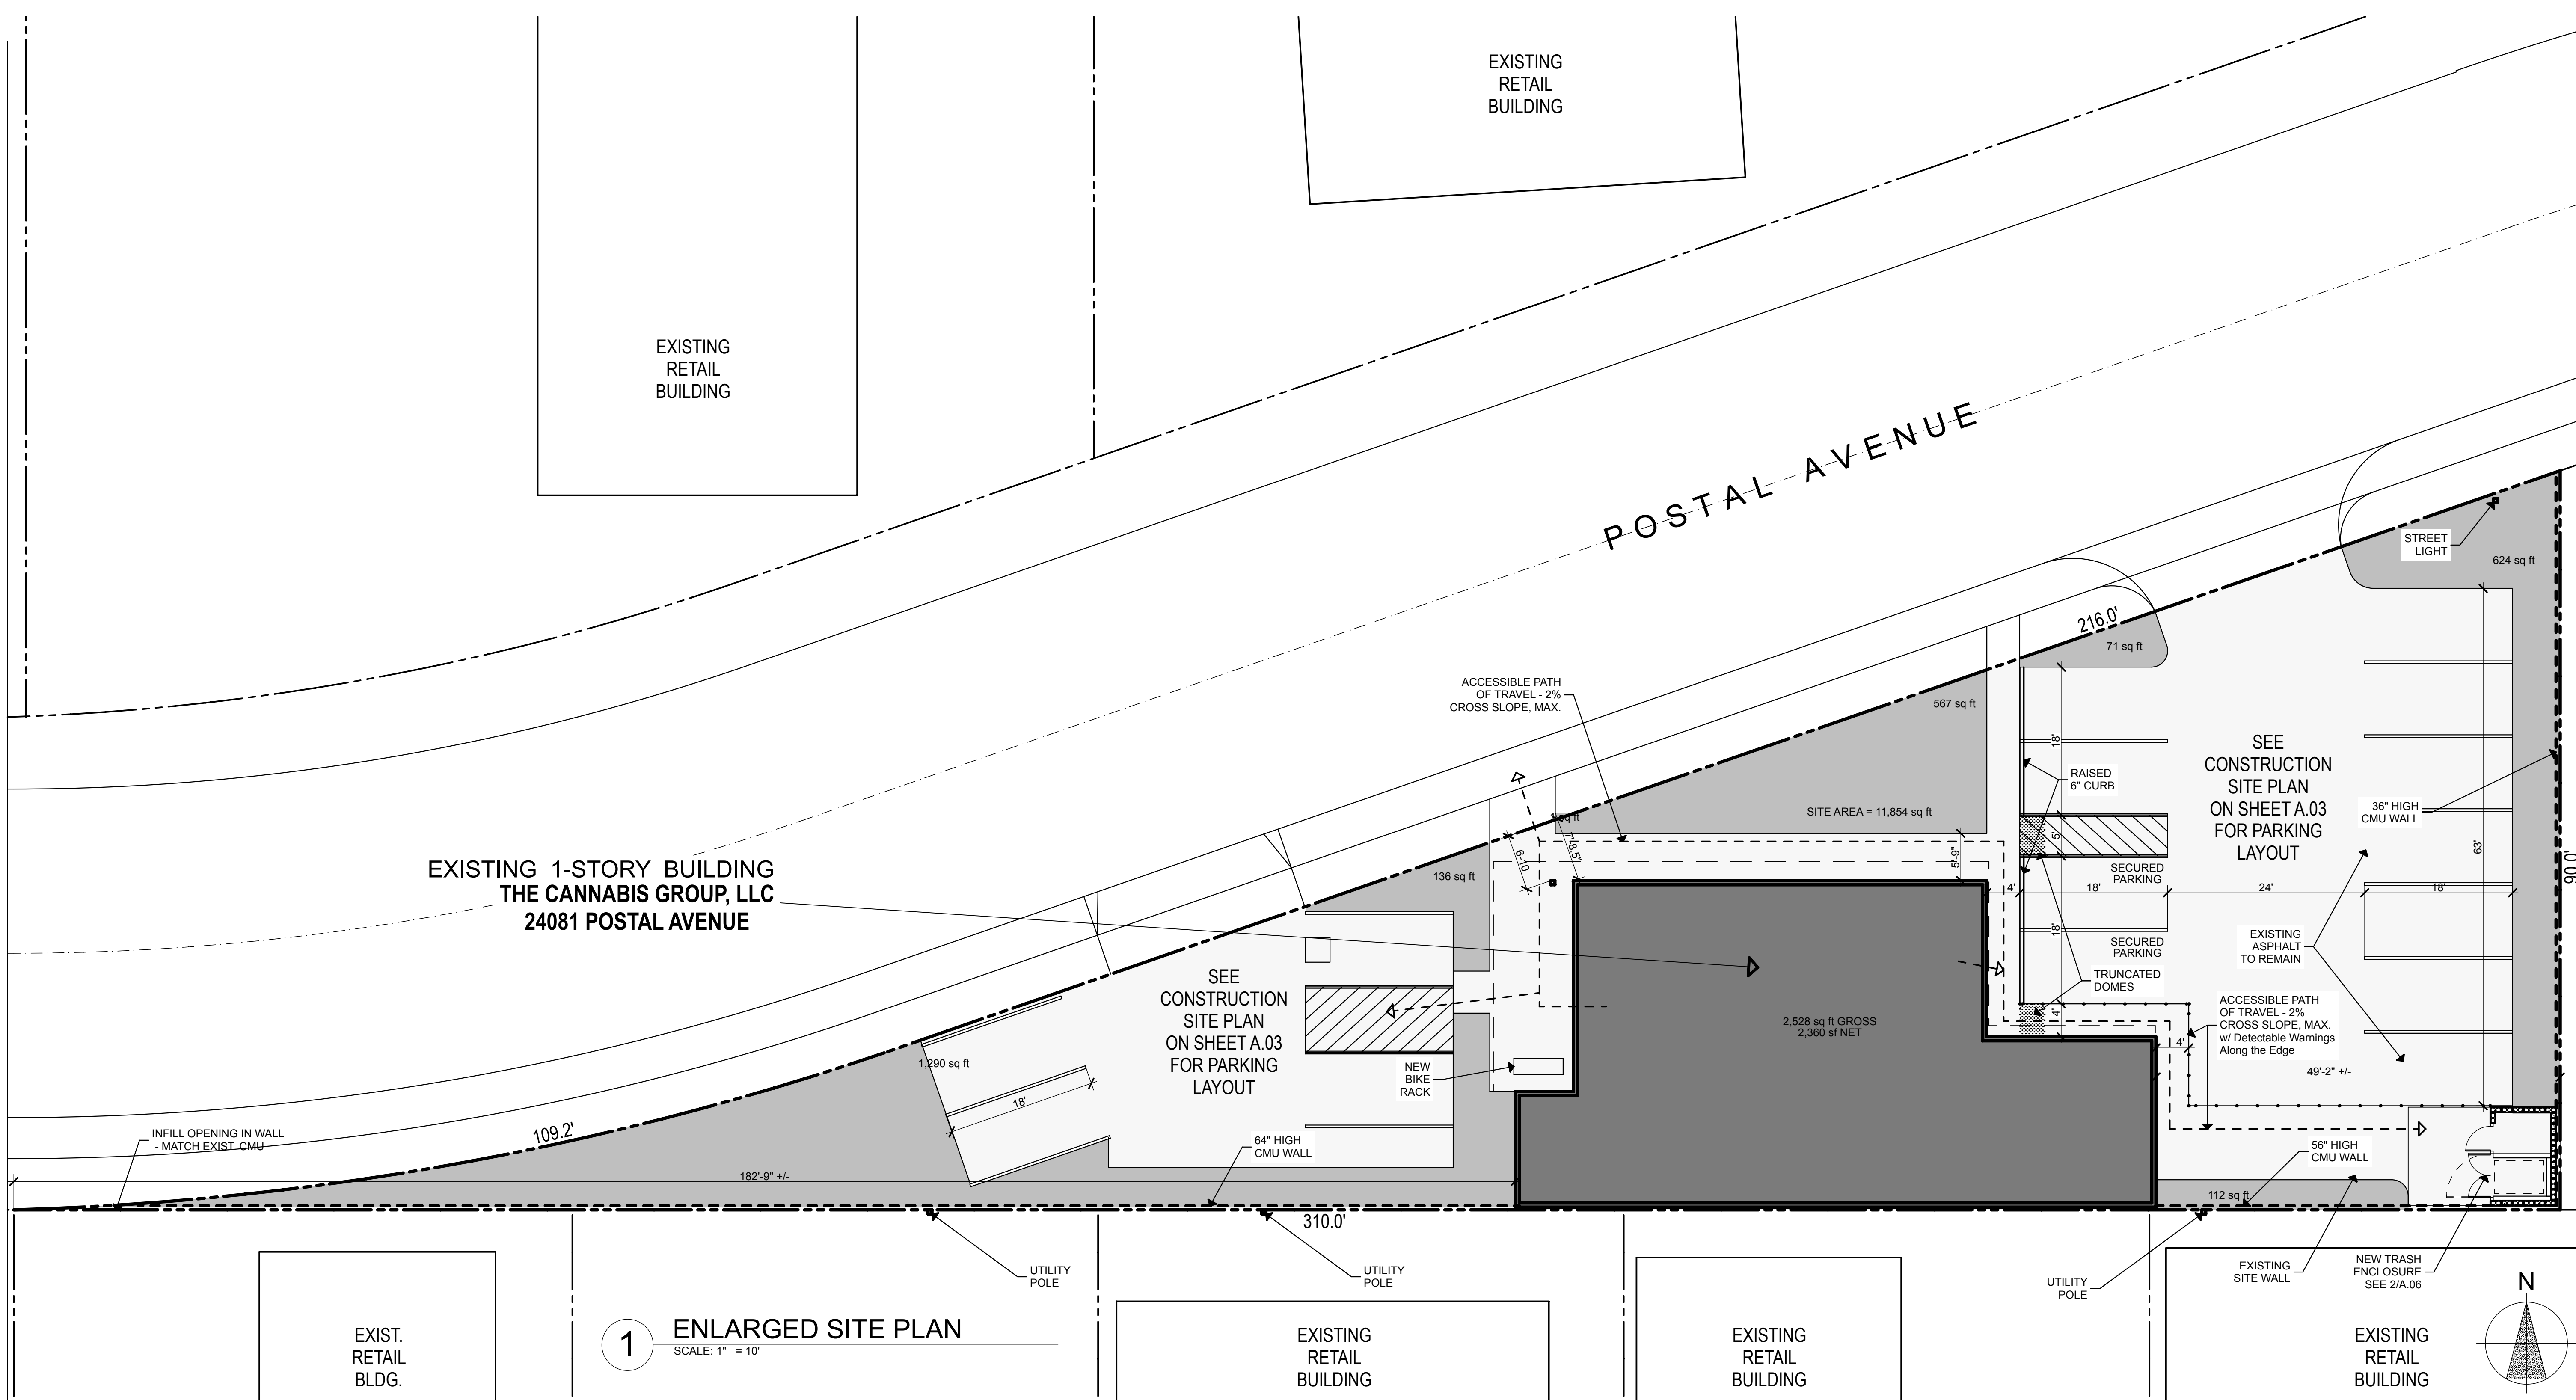 EXISTING
RETAIL
BUILDING
EXISTING
RETAIL
BUILDING
POSTAL AVENUE
STREET
LIGHT
624 sq ft
216.0'
71 sq ft
ACCESSIBLE PATH
OF TRAVEL - 2%
CROSS SLOPE, MAX.
567 sq ft
SITE AREA = 11,854 sq ft
18'
RAISED
6" CURB
SEE
CONSTRUCTION
SITE PLAN
ON SHEET A.03
FOR PARKING
LAYOUT
36" HIGH
CMU WALL
63'
90.0'
sq ft
7'-8.5"
6'-10
5'-9"
5'
SECURED
PARKING
4'
18'
24'
18'
18'
SECURED
PARKING
EXISTING
ASPHALT
TO REMAIN
TRUNCATED
DOMES
4'
ACCESSIBLE PATH
OF TRAVEL - 2%
CROSS SLOPE, MAX.
w/ Detectable Warnings
Along the Edge
4'
49'-2" +/-
EXISTING 1-STORY BUILDING
THE CANNABIS GROUP, LLC
24081 POSTAL AVENUE
136 sq ft
SEE
CONSTRUCTION
SITE PLAN
ON SHEET A.03
FOR PARKING
LAYOUT
2,528 sq ft GROSS
2,360 sf NET
1,290 sq ft
18'
NEW
BIKE
RACK
INFILL OPENING IN WALL
- MATCH EXIST. CMU
109.2'
64" HIGH
CMU WALL
182'-9" +/-
56" HIGH
CMU WALL
112 sq ft
310.0'
UTILITY
POLE
UTILITY
POLE
UTILITY
POLE
EXISTING
SITE WALL
NEW TRASH
ENCLOSURE
SEE 2/A.06
N
1
ENLARGED SITE PLAN
SCALE: 1" = 10'
EXIST.
RETAIL
BLDG.
EXISTING
RETAIL
BUILDING
EXISTING
RETAIL
BUILDING
EXISTING
RETAIL
BUILDING